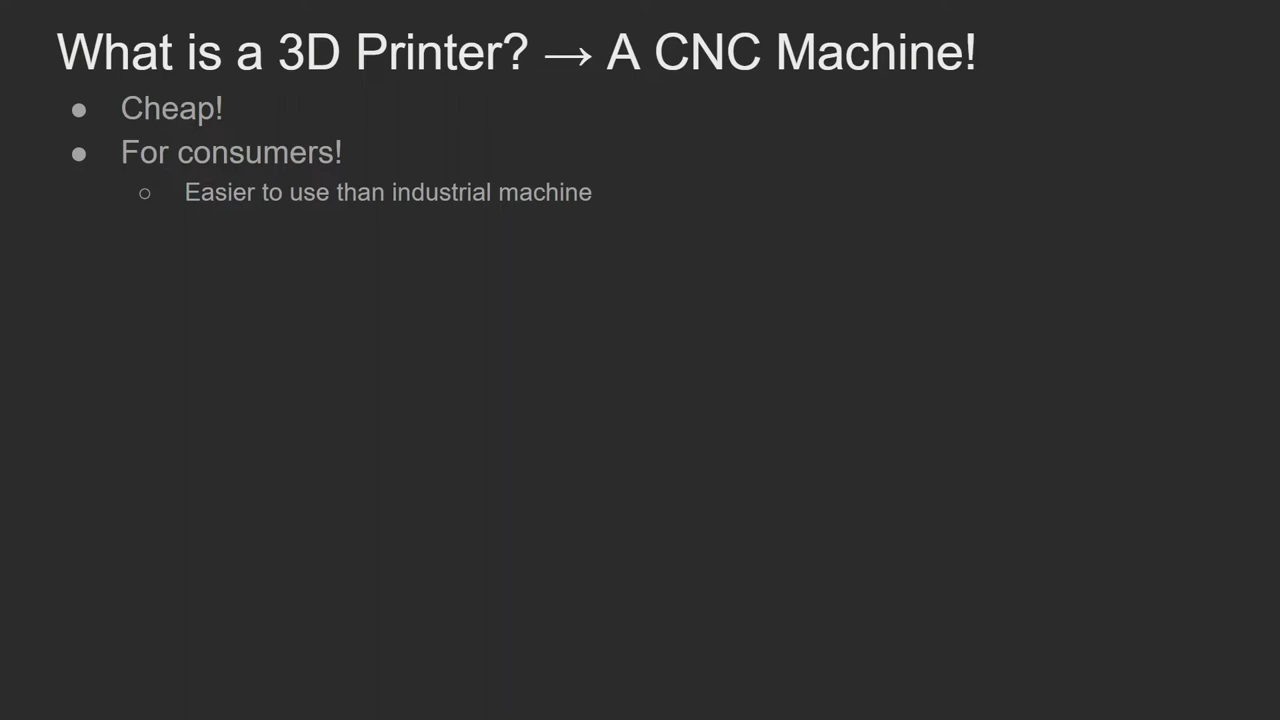 What is a 3D Printer? → A CNC Machine!
● Cheap!
● For consumers!
○ Easier to use than industrial machine